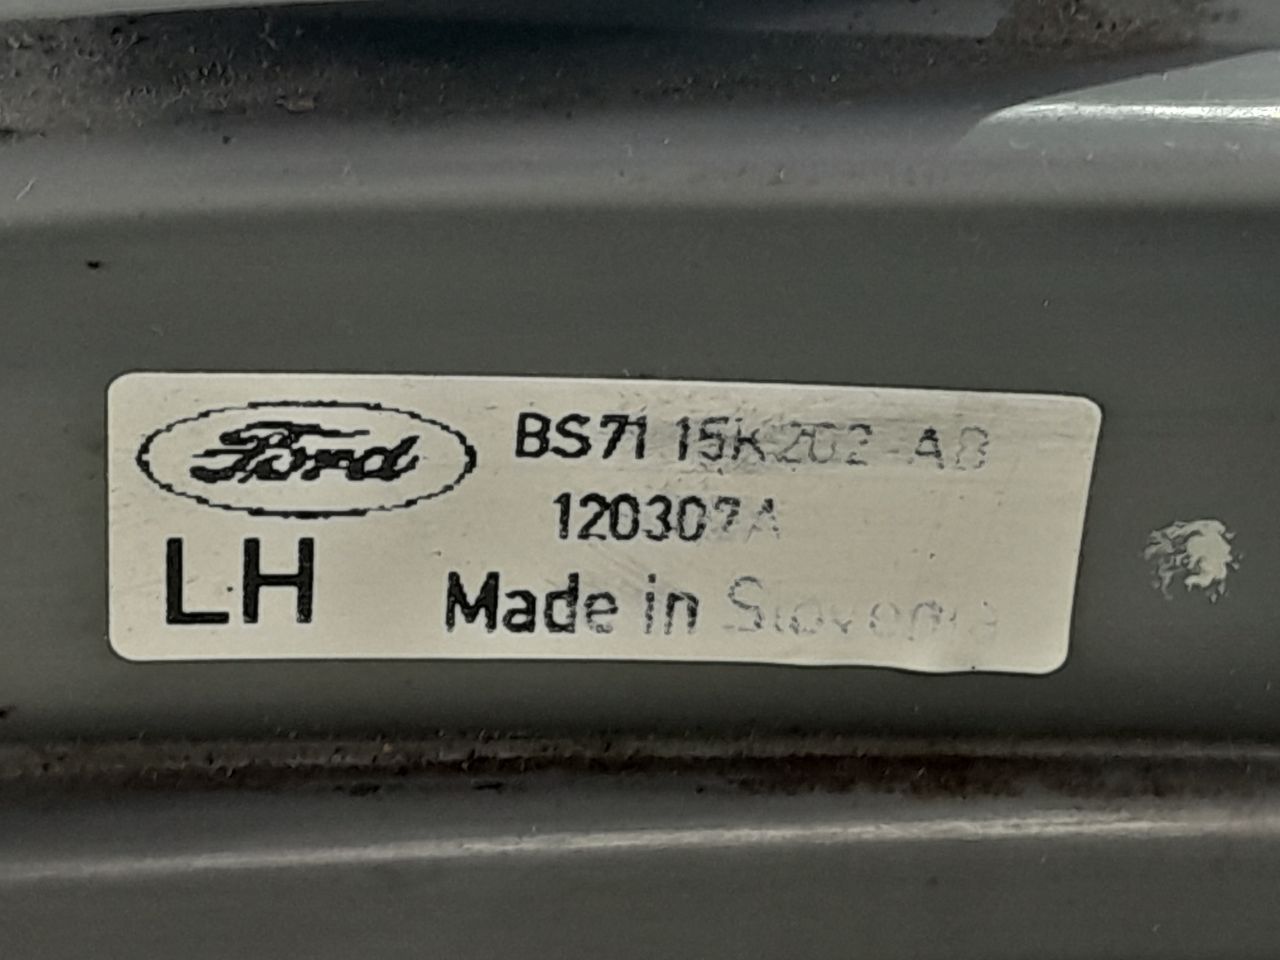 Ford BS71 15K202-AB
120307A
LH Made in Slovenia